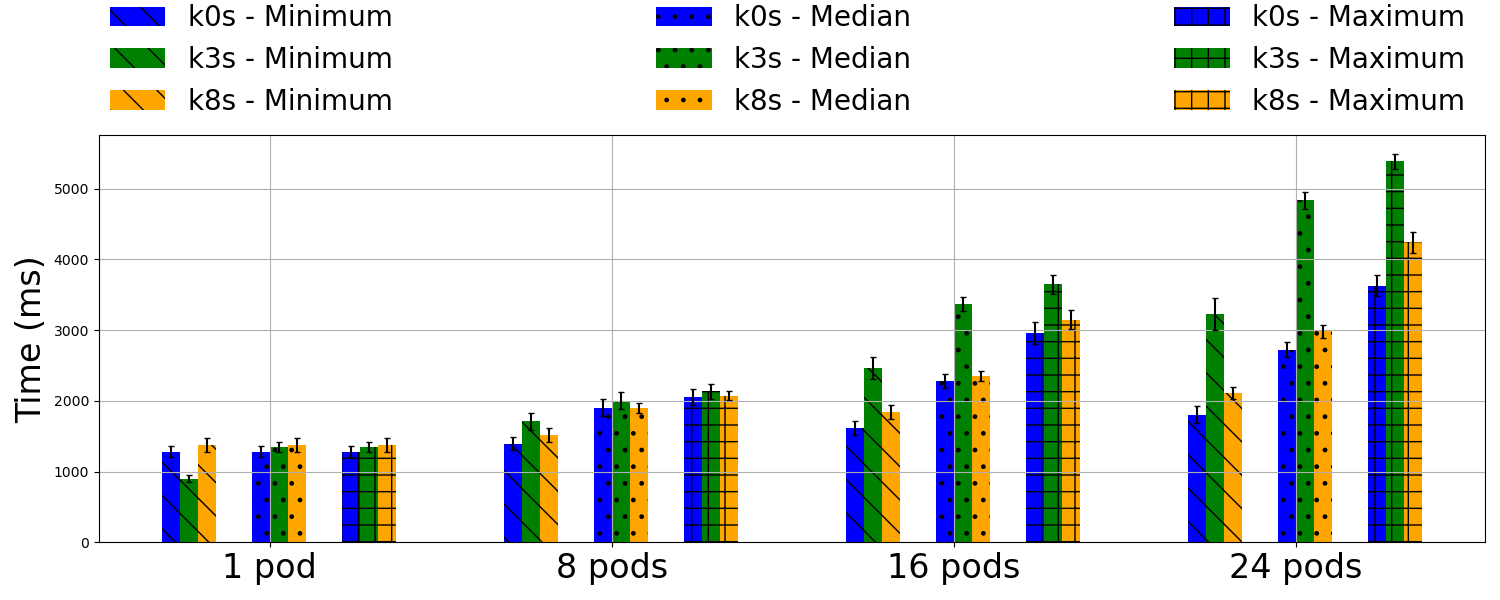 k0s - Minimum k0s - Median k0s - Maximum
k3s - Minimum k3s - Median k3s - Maximum
k8s - Minimum k8s - Median k8s - Maximum
Time (ms)
5000
4000
3000
2000
1000
0
1 pod 8 pods 16 pods 24 pods